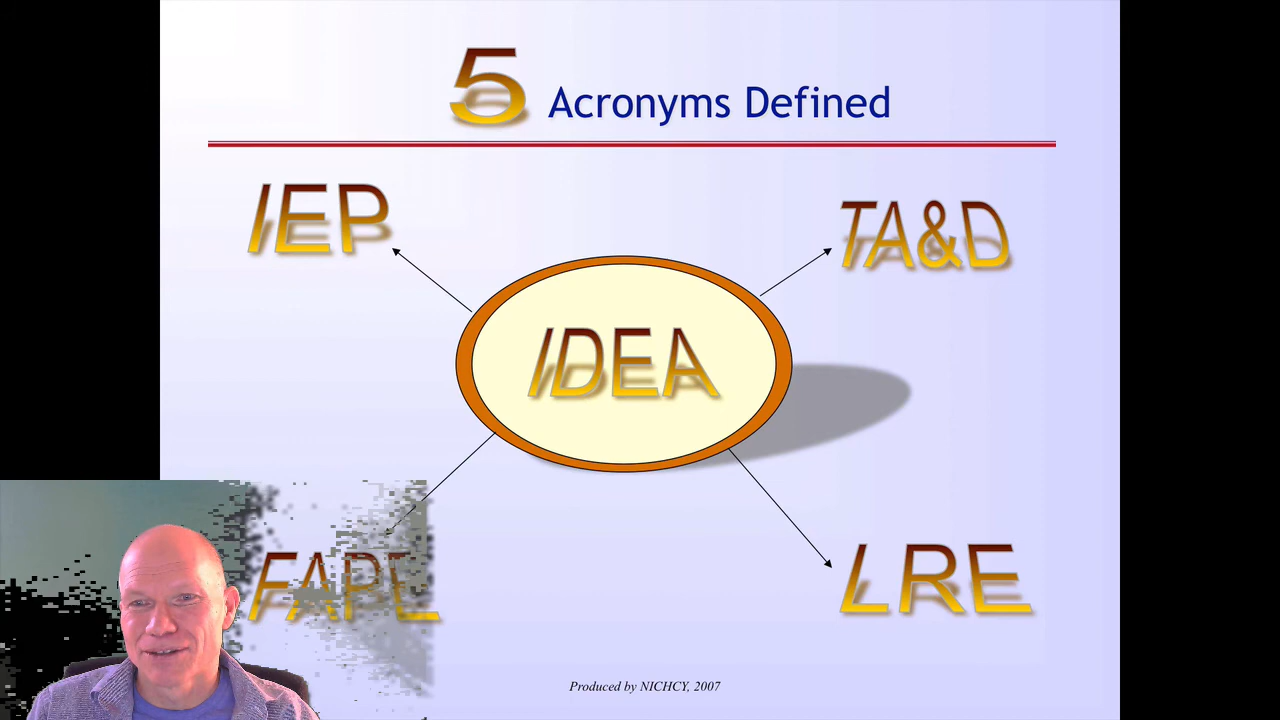 5 Acronyms Defined
IEP
TA&D
IDEA
FAPE
LRE
Produced by NICHCY, 2007